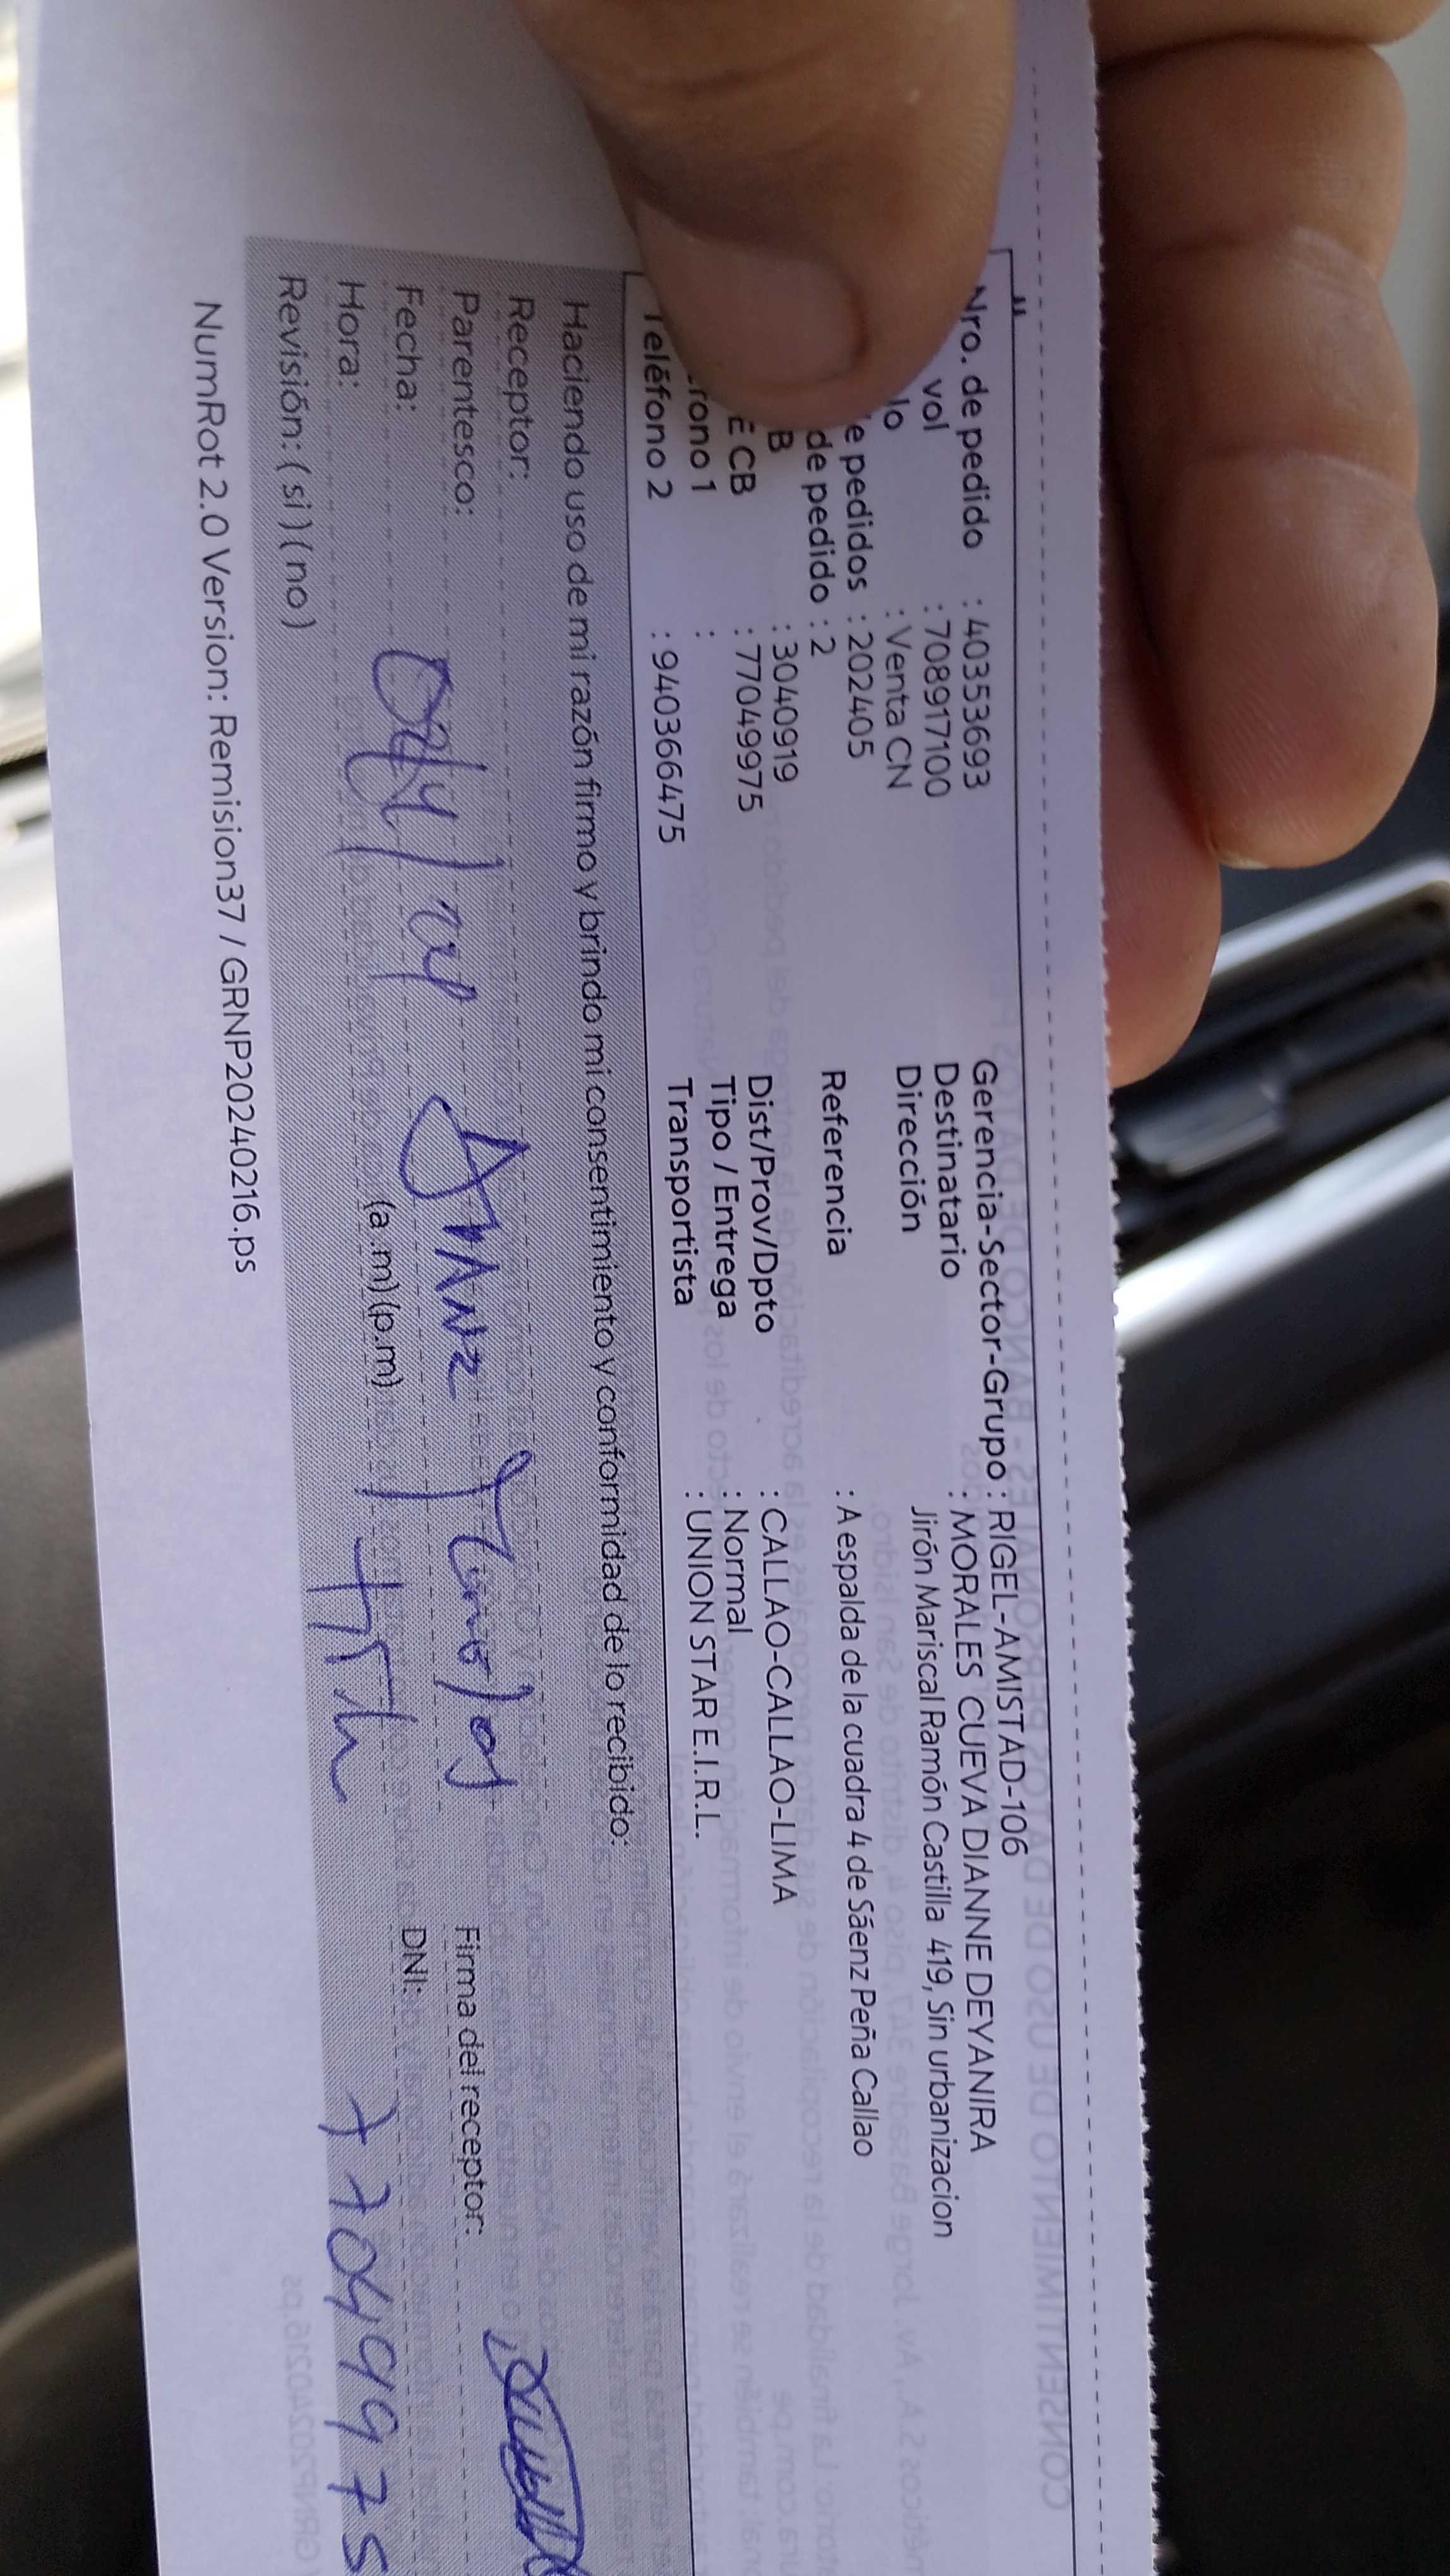 Nro. de pedido : 40353693
vol : 708917100
lo : Venta CN
e pedidos : 202405
de pedido : 2
B : 3040919
E CB : 77049975
fono 1 :
Teléfono 2 : 940366475
Gerencia-Sector-Grupo : RIGEL-AMISTAD-106
Destinatario : MORALES CUEVA DIANNE DEYANIRA
Dirección Jirón Mariscal Ramón Castilla 419, Sin urbanizacion
Referencia : A espalda de la cuadra 4 de Sáenz Peña Callao
Dist/Prov/Dpto : CALLAO-CALLAO-LIMA
Tipo / Entrega : Normal
Transportista : UNION STAR E.I.R.L.
Haciendo uso de mi razón firmo y brindo mi consentimiento y conformidad de lo recibido:
Receptor:
Parentesco:
Firma del receptor:
Fecha:
DNI: 77049975
Hora: (a .m)(p.m)
Revisión: ( si ) ( no )
NumRot 2.0 Version: Remision37 / GRNP20240216.ps